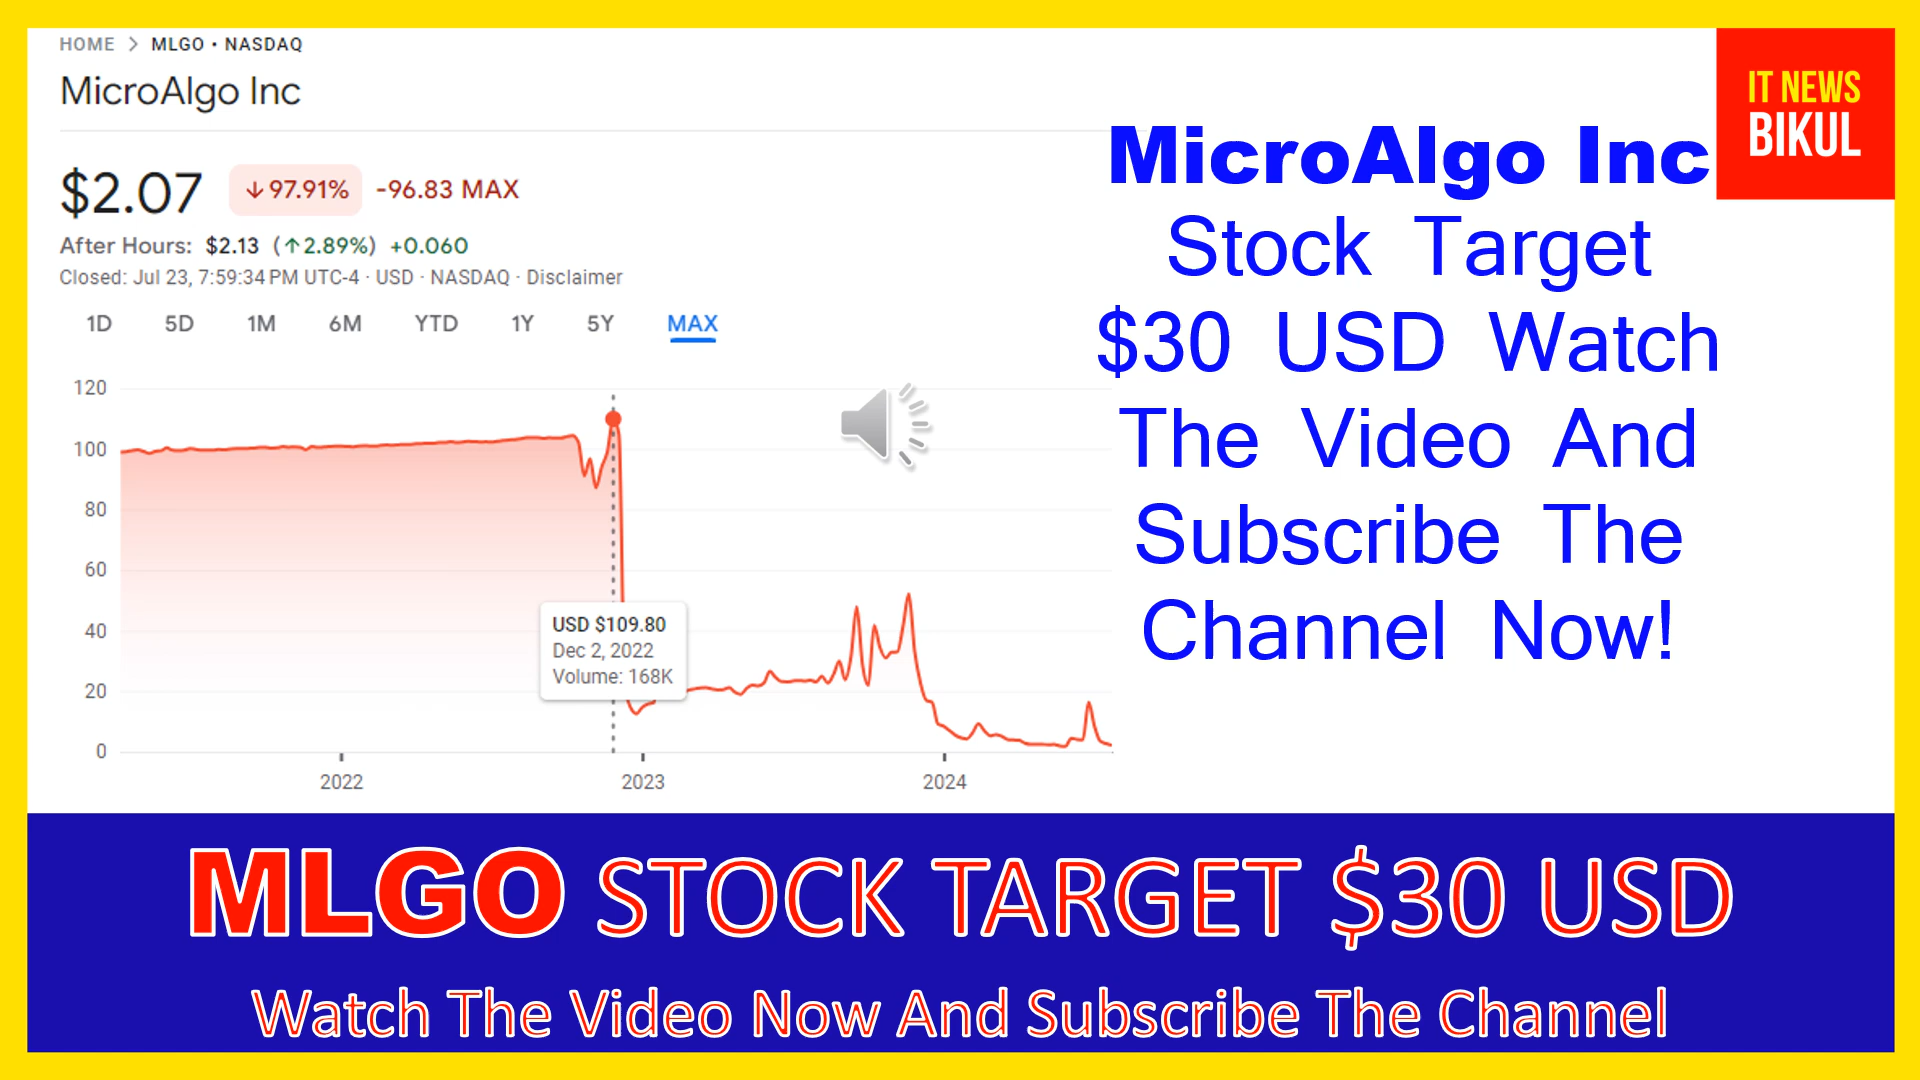 HOME > MLGO • NASDAQ
MicroAlgo Inc
$2.07 ↓97.91% -96.83 MAX
After Hours: $2.13 (↑2.89%) +0.060
Closed: Jul 23, 7:59:34 PM UTC-4 · USD · NASDAQ · Disclaimer
1D 5D 1M 6M YTD 1Y 5Y MAX
120
100
80
60
40
20
0
USD $109.80
Dec 2, 2022
Volume: 168K
2022 2023 2024
IT NEWS
BIKUL
MicroAlgo Inc
Stock Target
$30 USD Watch
The Video And
Subscribe The
Channel Now!
MLGO STOCK TARGET $30 USD
Watch The Video Now And Subscribe The Channel